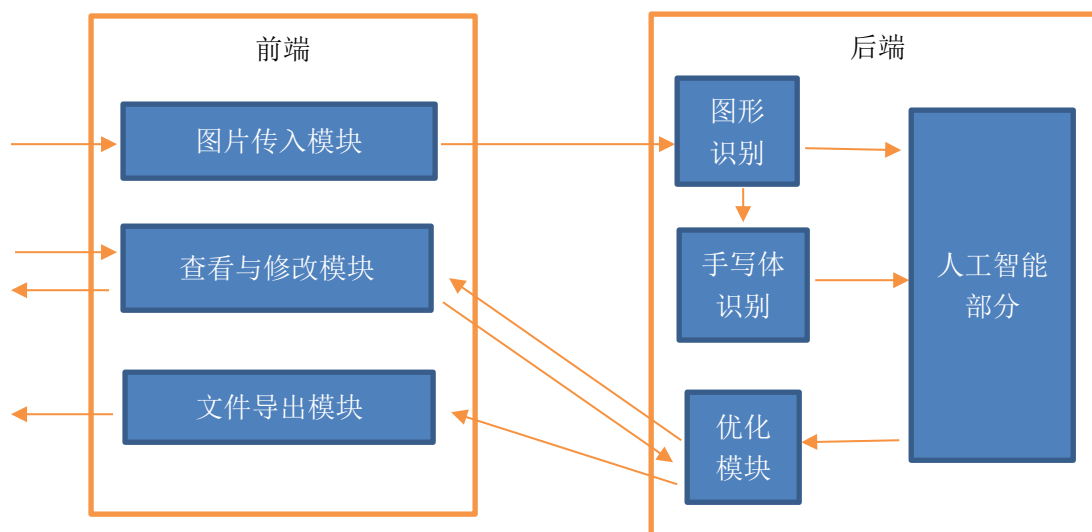 前端
图片传入模块
查看与修改模块
文件导出模块
后端
图形
识别
手写体
识别
优化
模块
人工智能
部分